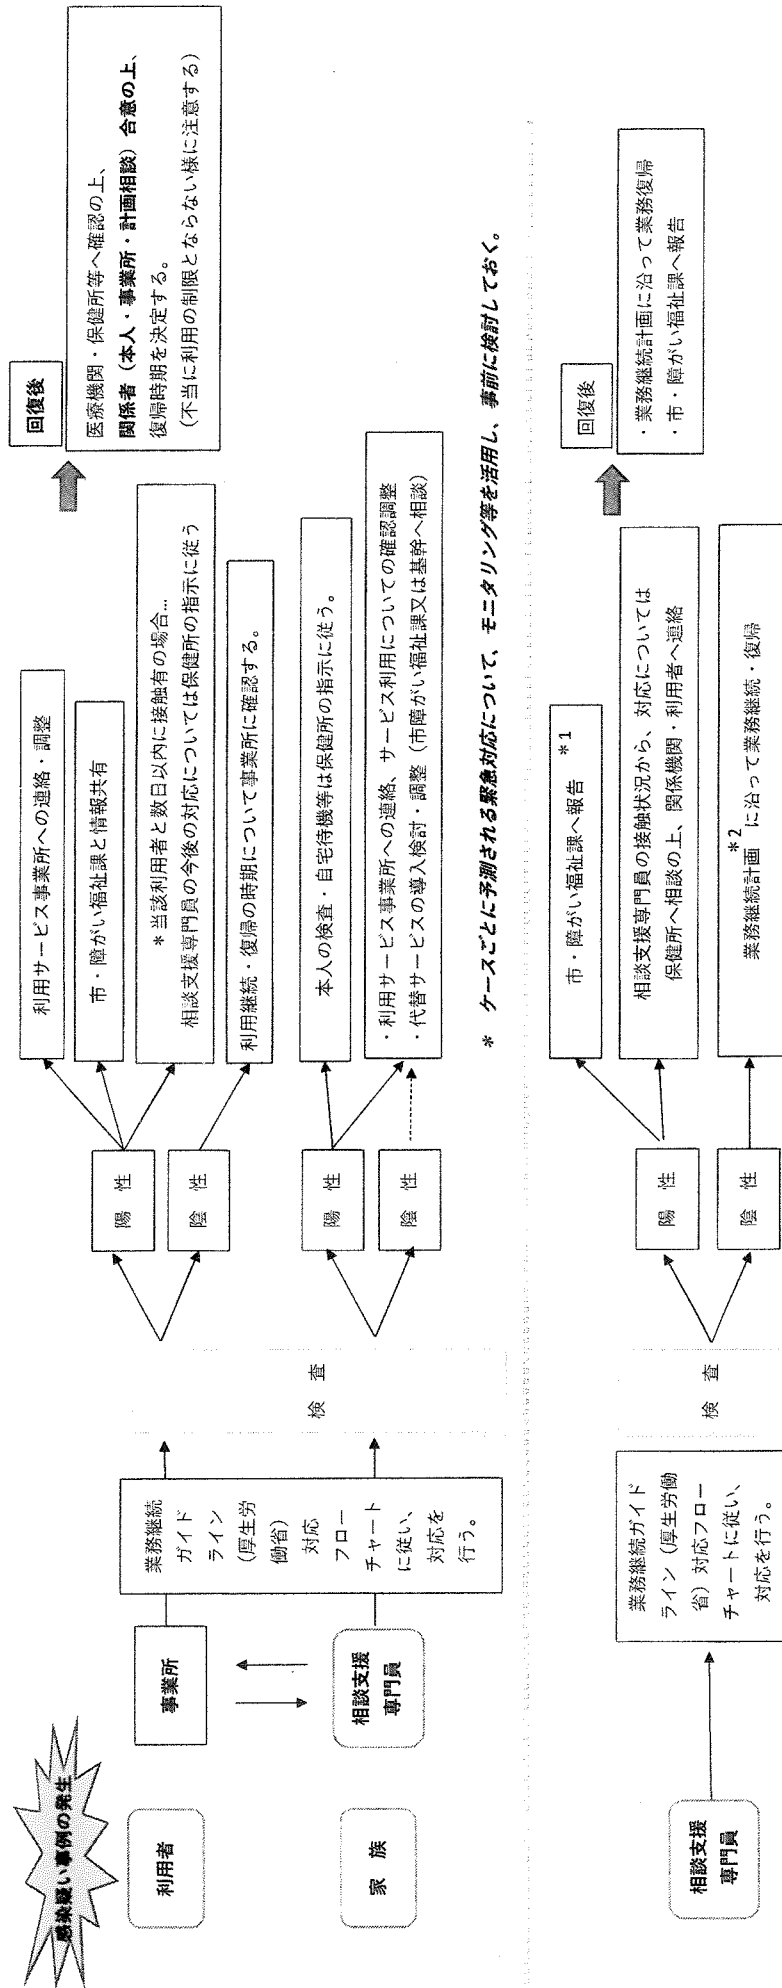 感染疑い事例の発生
利用者
家 族
事業所
相談支援
専門員
業務継続
ガイド
ライン
(厚生労
働省)
対応
フロー
チャート
に従い、
対応を
行う。
検 査
陽 性
陰 性
利用サービス事業所への連絡・調整
市・障がい福祉課と情報共有
*当該利用者と数日以内に接触有の場合…
相談支援専門員の今後の対応については保健所の指示に従う
利用継続・復帰の時期について事業所に確認する。
陽 性
陰 性
本人の検査・自宅待機等は保健所の指示に従う。
・利用サービス事業所への連絡、サービス利用についての確認調整
・代替サービスの導入検討・調整(市障がい福祉課又は基幹へ相談)
回復後
医療機関・保健所等へ確認の上、
関係者(本人・事業所・計画相談)合意の上、
復帰時期を決定する。
(不当に利用の制限とならない様に注意する)
* ケースごとに予測される緊急対応について、モニタリング等を活用し、事前に検討しておく。
相談支援
専門員
業務継続ガイド
ライン(厚生労働
省)対応フロー
チャートに従い、
対応を行う。
検 査
陽 性
陰 性
市・障がい福祉課へ報告 *1
相談支援専門員の接触状況から、対応については
保健所へ相談の上、関係機関・利用者へ連絡
業務継続計画*2に沿って業務継続・復帰
回復後
・業務継続計画に沿って業務復帰
・市・障がい福祉課へ報告